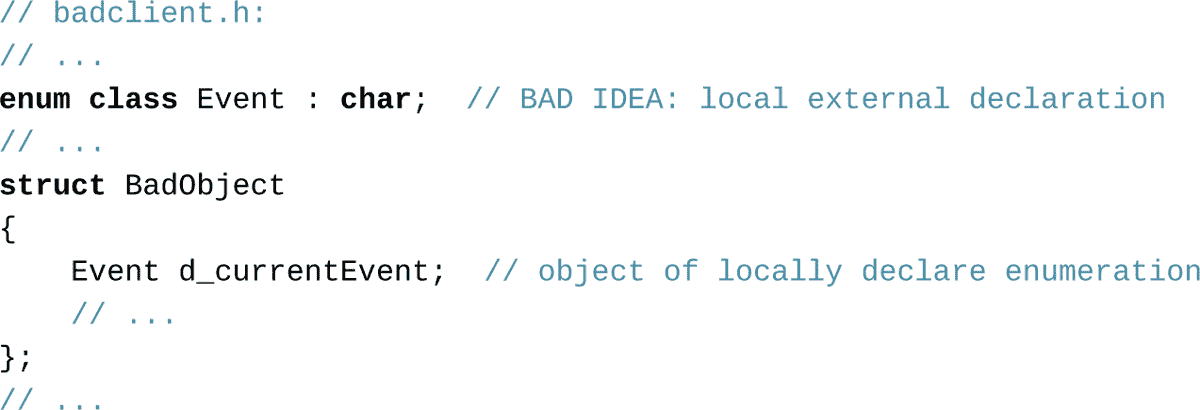 // badclient.h:
// ...
enum class Event : char;  // BAD IDEA: local external declaration
// ...
struct BadObject
{
    Event d_currentEvent;  // object of locally declare enumeration
    // ...
};
// ...